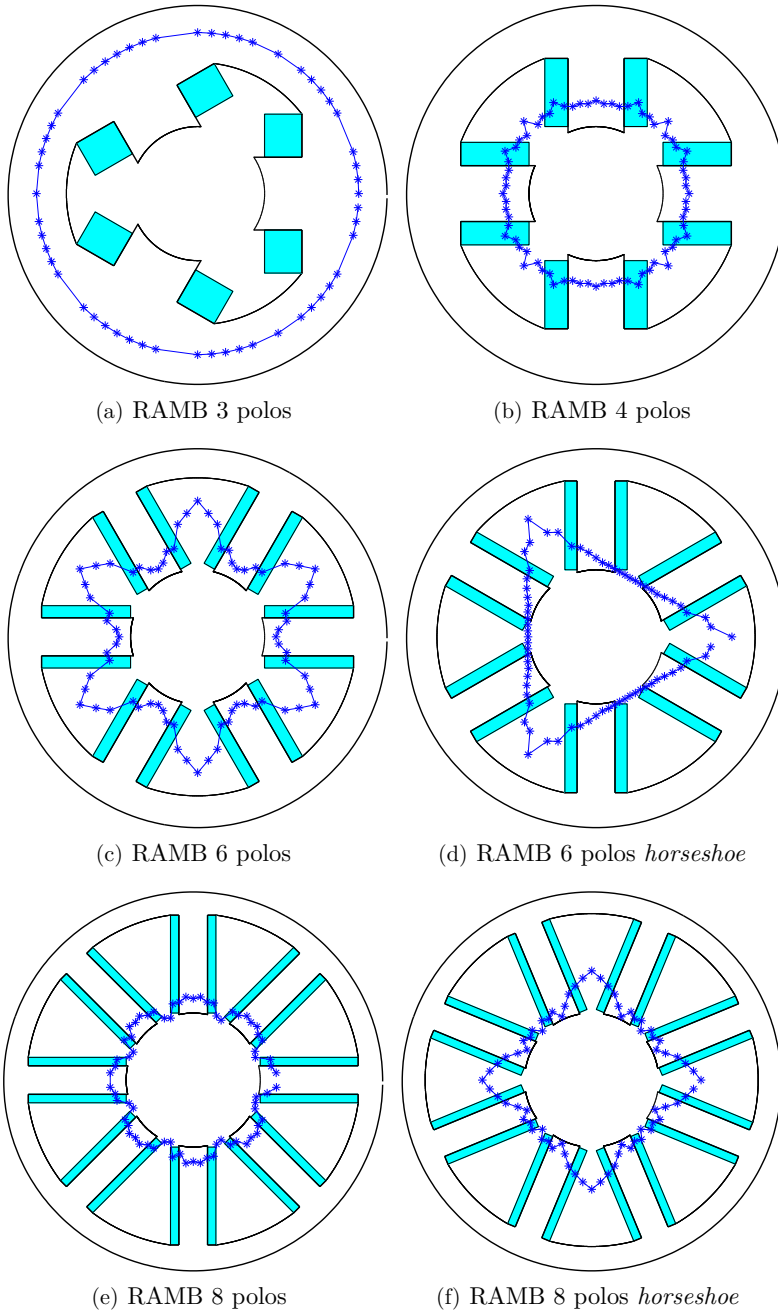 (a) RAMB 3 polos
(b) RAMB 4 polos
(c) RAMB 6 polos
(d) RAMB 6 polos horseshoe
(e) RAMB 8 polos
(f) RAMB 8 polos horseshoe